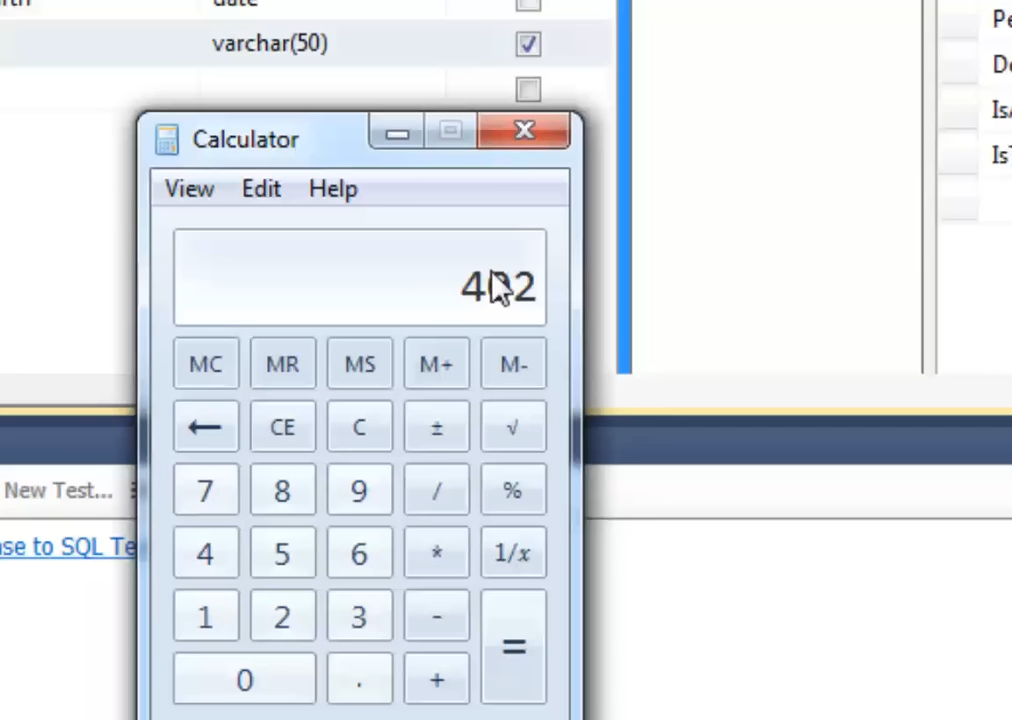 date
varchar(50)
Calculator
View Edit Help
MC MR MS M+ M-
← CE C ± √
7 8 9 / %
4 5 6 * 1/x
1 2 3 - =
0 . +
New Test...